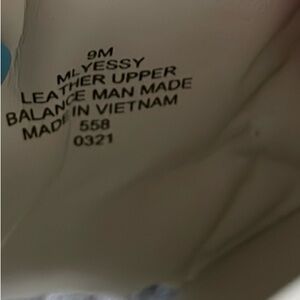 9M
MLYESSY
LEATHER UPPER
BALANCE MAN MADE
MADE IN VIETNAM
558
0321